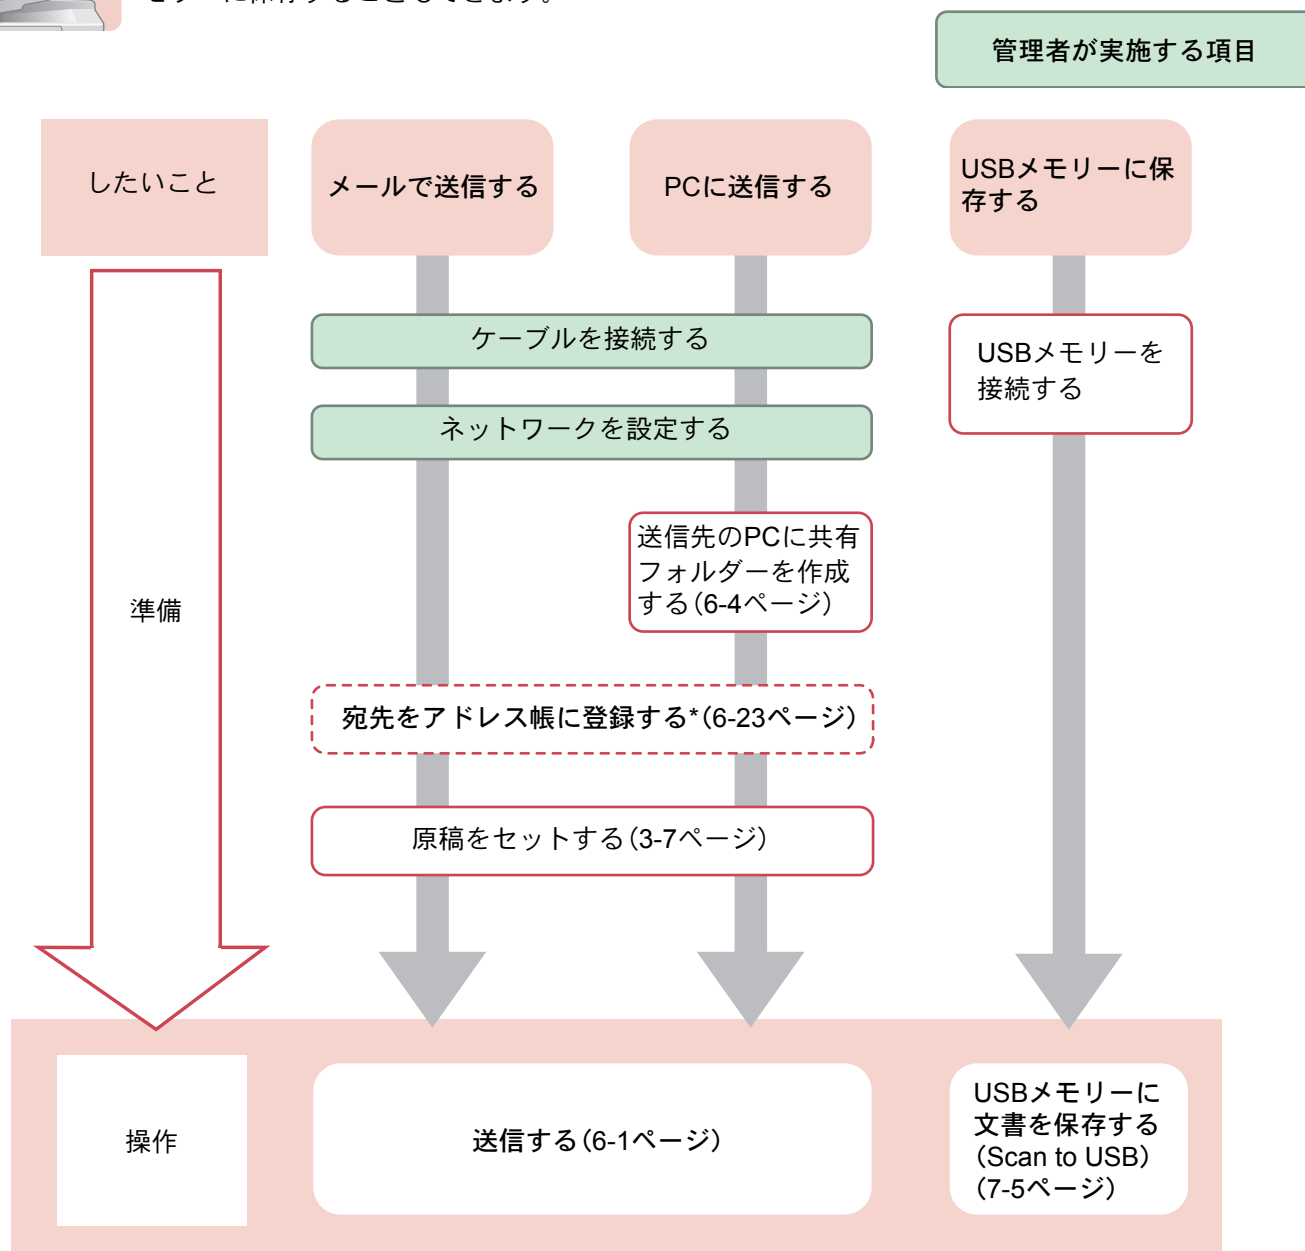 管理者が実施する項目
したいこと
メールで送信する
PCに送信する
USBメモリーに保
存する
ケーブルを接続する
USBメモリーを
接続する
ネットワークを設定する
送信先のPCに共有
フォルダーを作成
する(6-4ページ)
準備
宛先をアドレス帳に登録する*(6-23ページ)
原稿をセットする(3-7ページ)
操作
送信する(6-1ページ)
USBメモリーに
文書を保存する
(Scan to USB)
(7-5ページ)